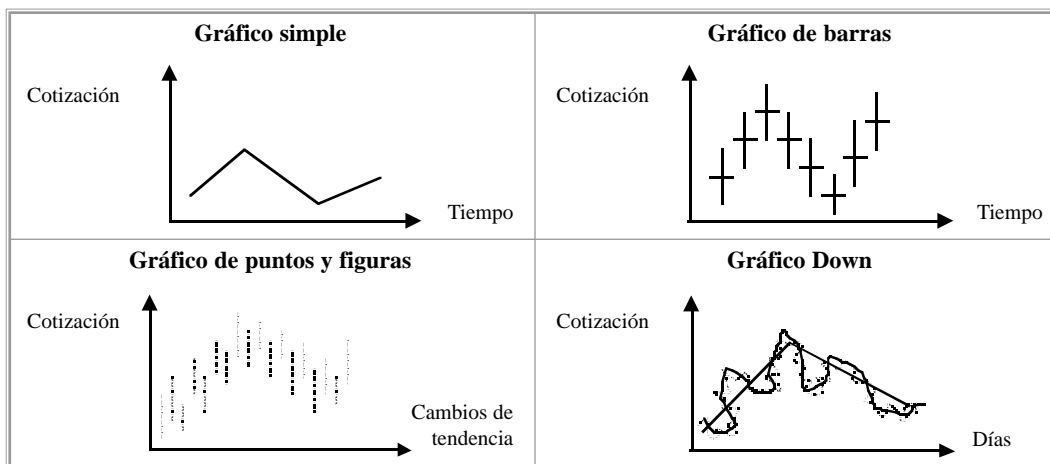 Gráfico simple
Cotización
Tiempo
Gráfico de barras
Cotización
Tiempo
Gráfico de puntos y figuras
Cotización
Cambios de
tendencia
Gráfico Down
Cotización
Días